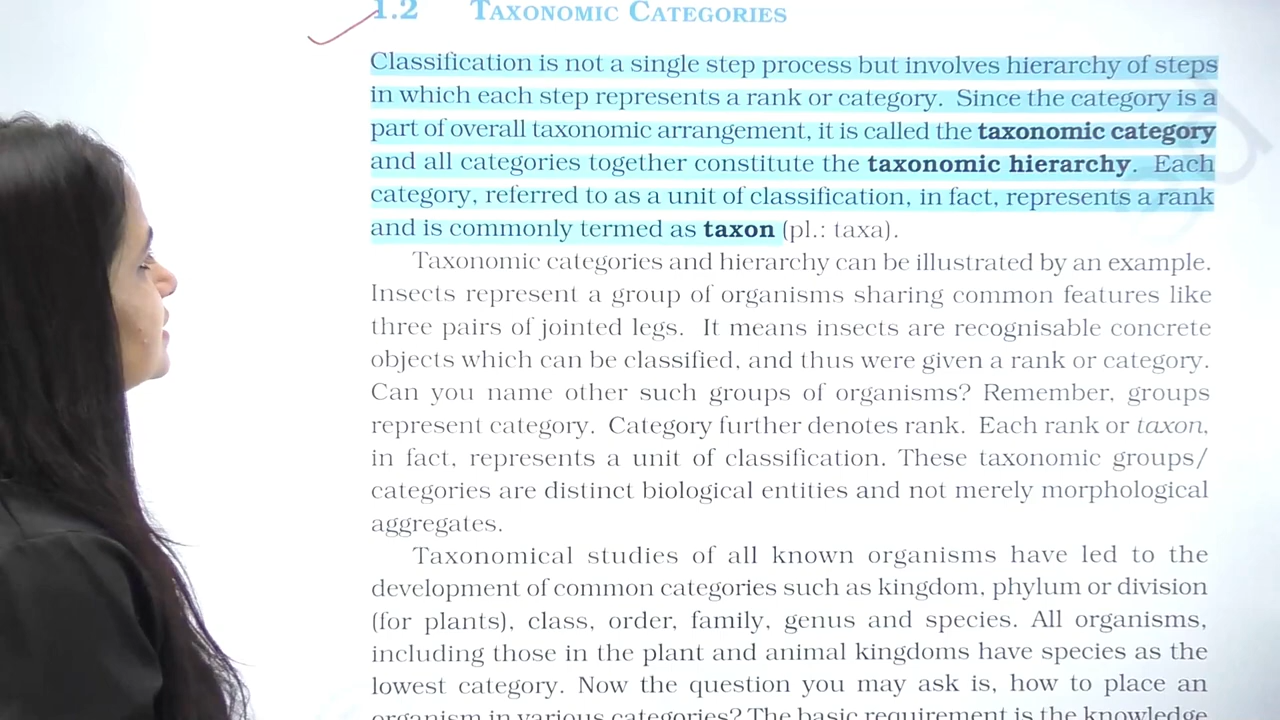 1.2 TAXONOMIC CATEGORIES
Classification is not a single step process but involves hierarchy of steps
in which each step represents a rank or category. Since the category is a
part of overall taxonomic arrangement, it is called the taxonomic category
and all categories together constitute the taxonomic hierarchy. Each
category, referred to as a unit of classification, in fact, represents a rank
and is commonly termed as taxon (pl.: taxa).
Taxonomic categories and hierarchy can be illustrated by an example.
Insects represent a group of organisms sharing common features like
three pairs of jointed legs. It means insects are recognisable concrete
objects which can be classified, and thus were given a rank or category.
Can you name other such groups of organisms? Remember, groups
represent category. Category further denotes rank. Each rank or taxon,
in fact, represents a unit of classification. These taxonomic groups/
categories are distinct biological entities and not merely morphological
aggregates.
Taxonomical studies of all known organisms have led to the
development of common categories such as kingdom, phylum or division
(for plants), class, order, family, genus and species. All organisms,
including those in the plant and animal kingdoms have species as the
lowest category. Now the question you may ask is, how to place an
organism in various categories? The basic requirement is the knowledge